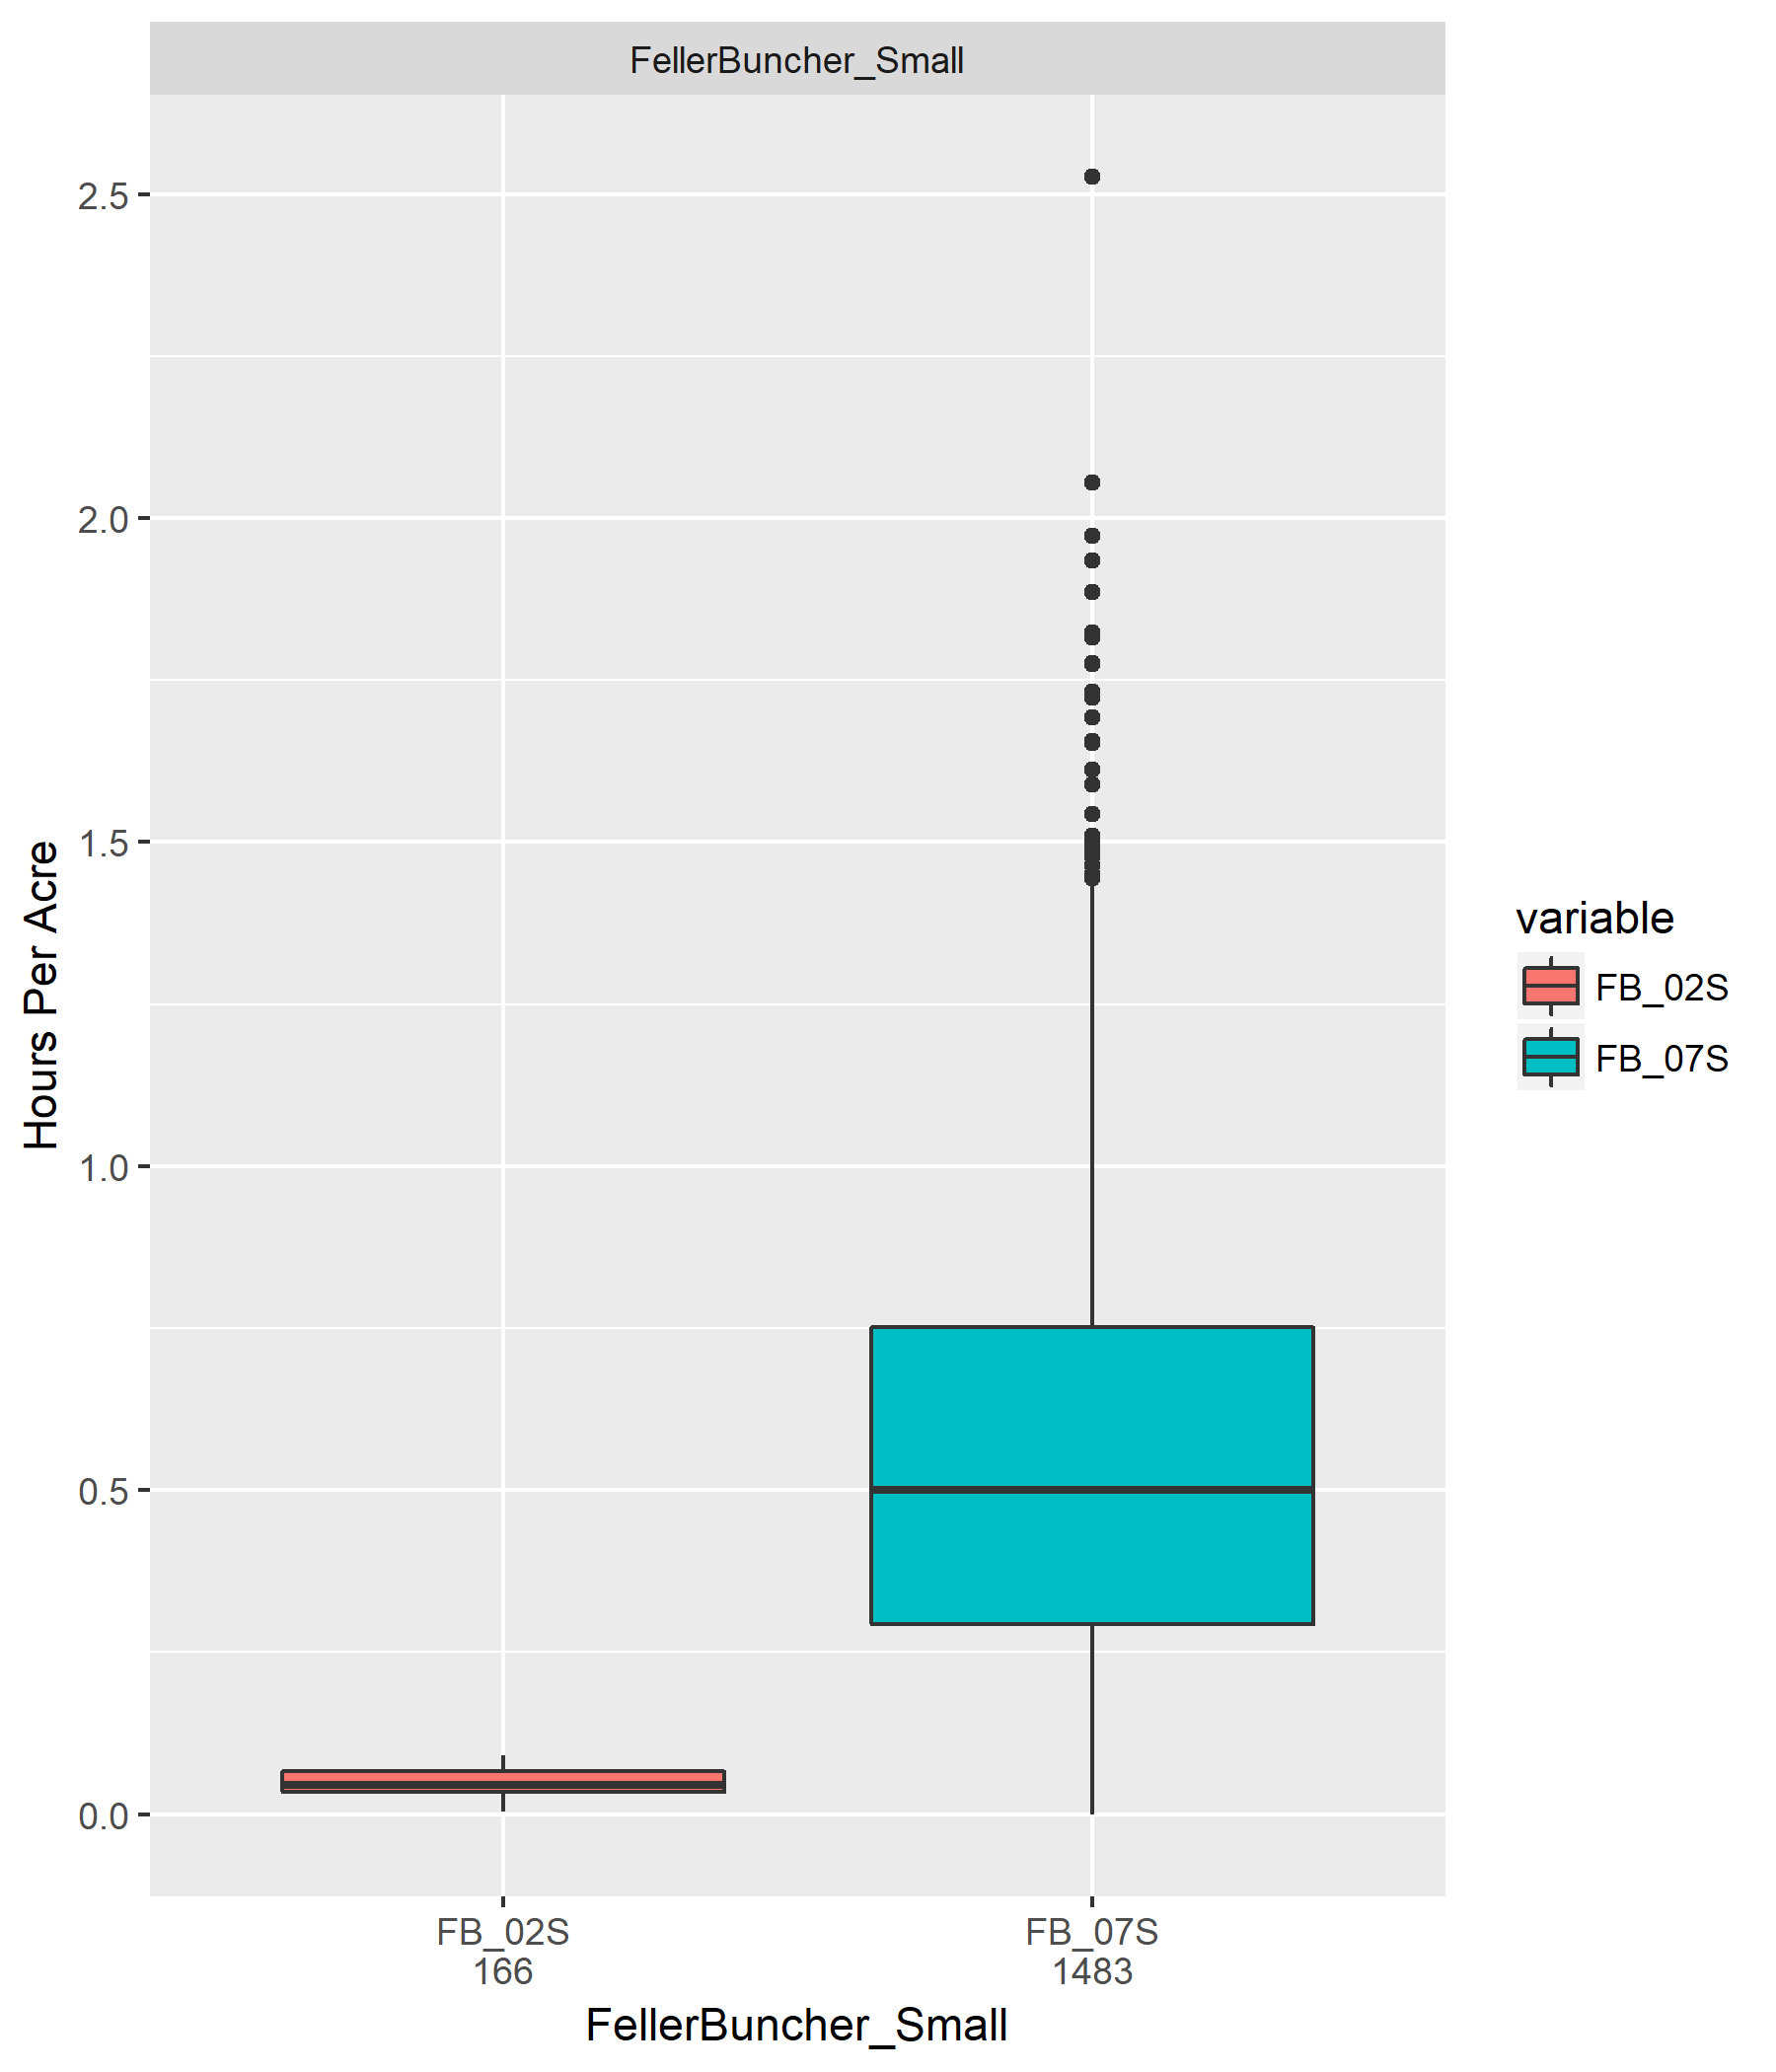 FellerBuncher_Small
2.5
2.0
1.5
1.0
0.5
0.0
Hours Per Acre
FB_02S
166
FB_07S
1483
FellerBuncher_Small
variable
FB_02S
FB_07S